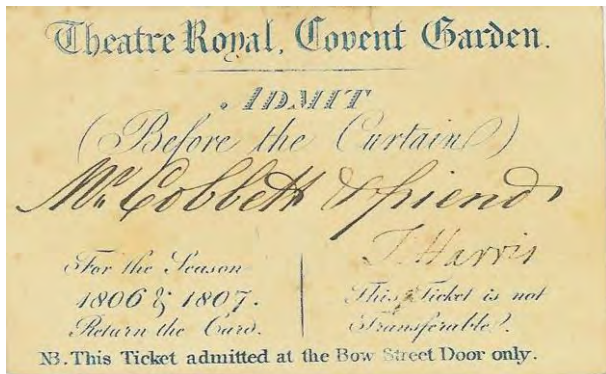 Theatre Royal, Covent Garden.
ADMIT
(Before the Curtain)
Mr. Cobbett & friend
T. Harris
For the Season
1806 & 1807.
Return the Card.
This Ticket is not
Transferable.
NB. This Ticket admitted at the Bow Street Door only.